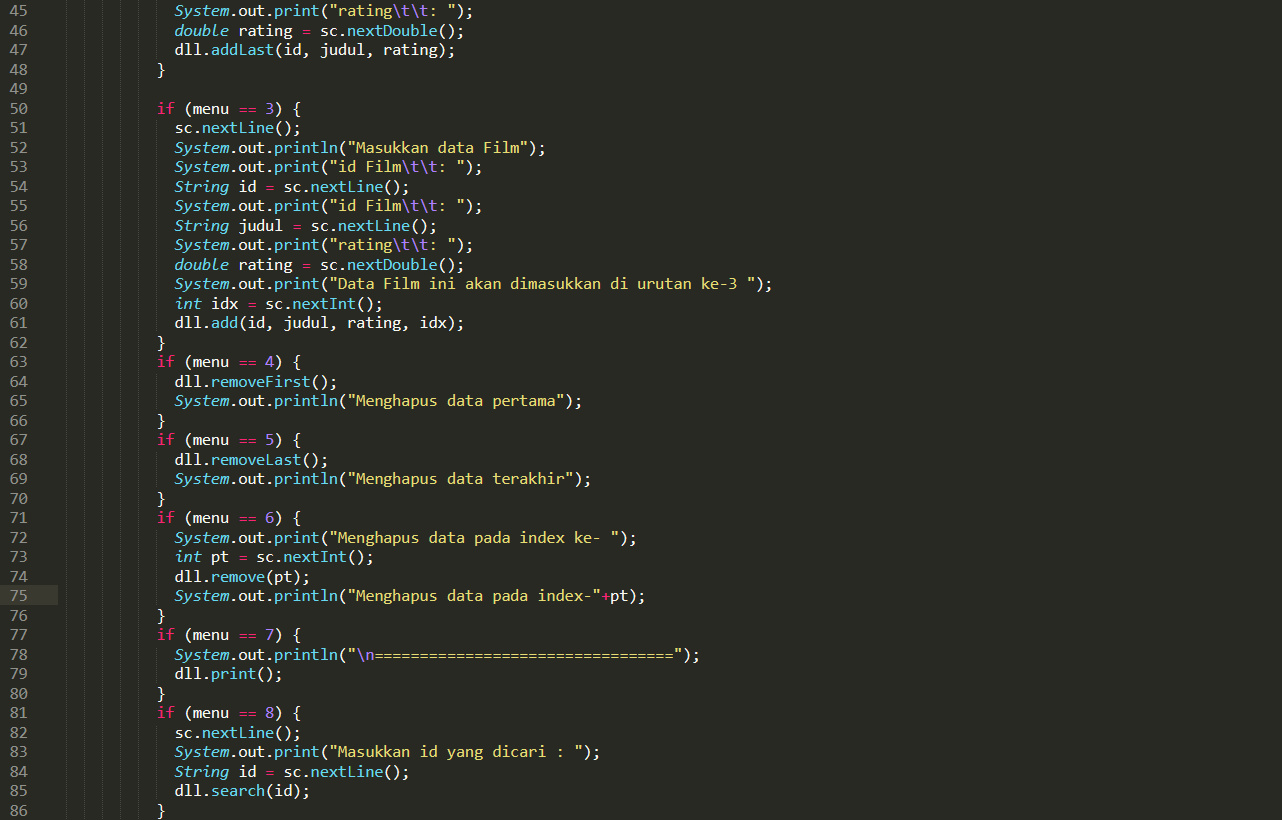 45 System.out.print("rating\t\t: ");
46 double rating = sc.nextDouble();
47 dll.addLast(id, judul, rating);
48 }
49
50 if (menu == 3) {
51 sc.nextLine();
52 System.out.println("Masukkan data Film");
53 System.out.print("id Film\t\t: ");
54 String id = sc.nextLine();
55 System.out.print("id Film\t\t: ");
56 String judul = sc.nextLine();
57 System.out.print("rating\t\t: ");
58 double rating = sc.nextDouble();
59 System.out.print("Data Film ini akan dimasukkan di urutan ke-3 ");
60 int idx = sc.nextInt();
61 dll.add(id, judul, rating, idx);
62 }
63 if (menu == 4) {
64 dll.removeFirst();
65 System.out.println("Menghapus data pertama");
66 }
67 if (menu == 5) {
68 dll.removeLast();
69 System.out.println("Menghapus data terakhir");
70 }
71 if (menu == 6) {
72 System.out.print("Menghapus data pada index ke- ");
73 int pt = sc.nextInt();
74 dll.remove(pt);
75 System.out.println("Menghapus data pada index-"+pt);
76 }
77 if (menu == 7) {
78 System.out.println("\n=================================");
79 dll.print();
80 }
81 if (menu == 8) {
82 sc.nextLine();
83 System.out.print("Masukkan id yang dicari : ");
84 String id = sc.nextLine();
85 dll.search(id);
86 }